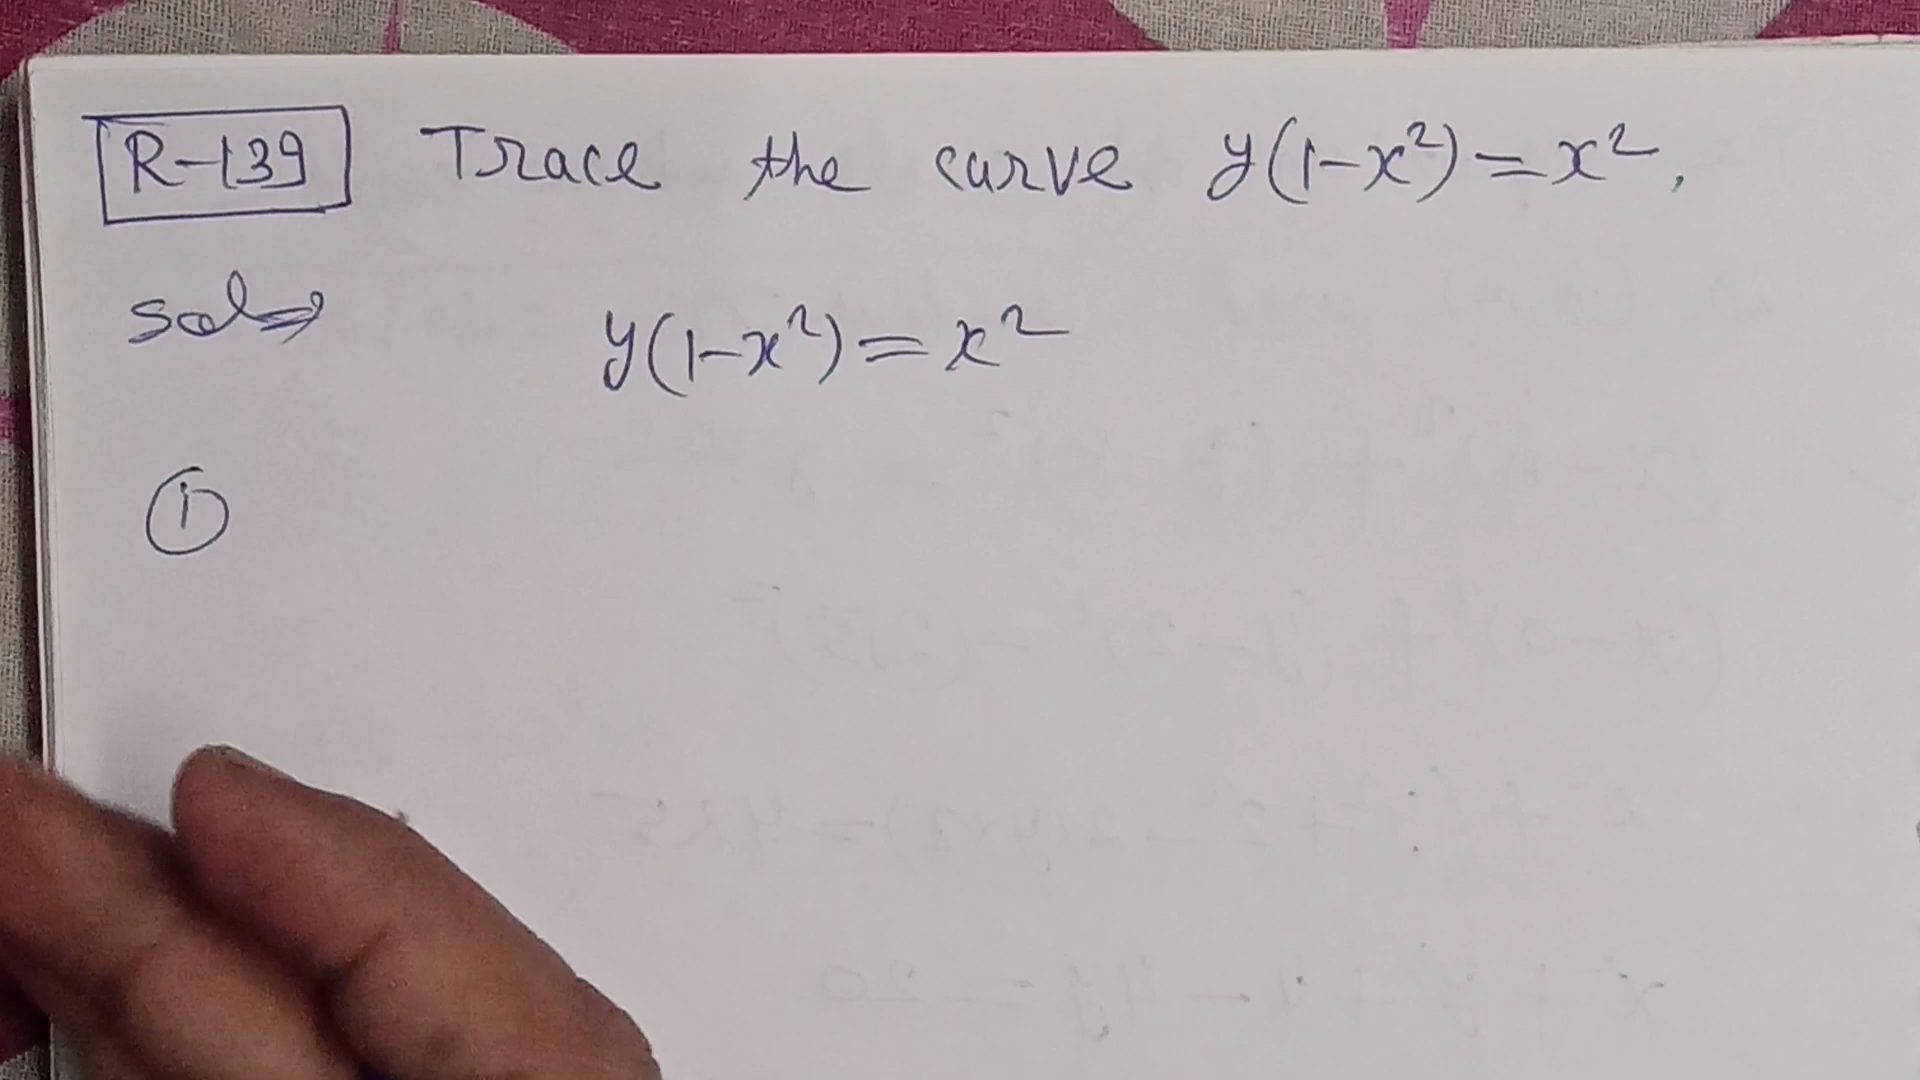 R-139 Trace the curve y(1-x²)=x².
Sol⇒ y(1-x²)=x²
①